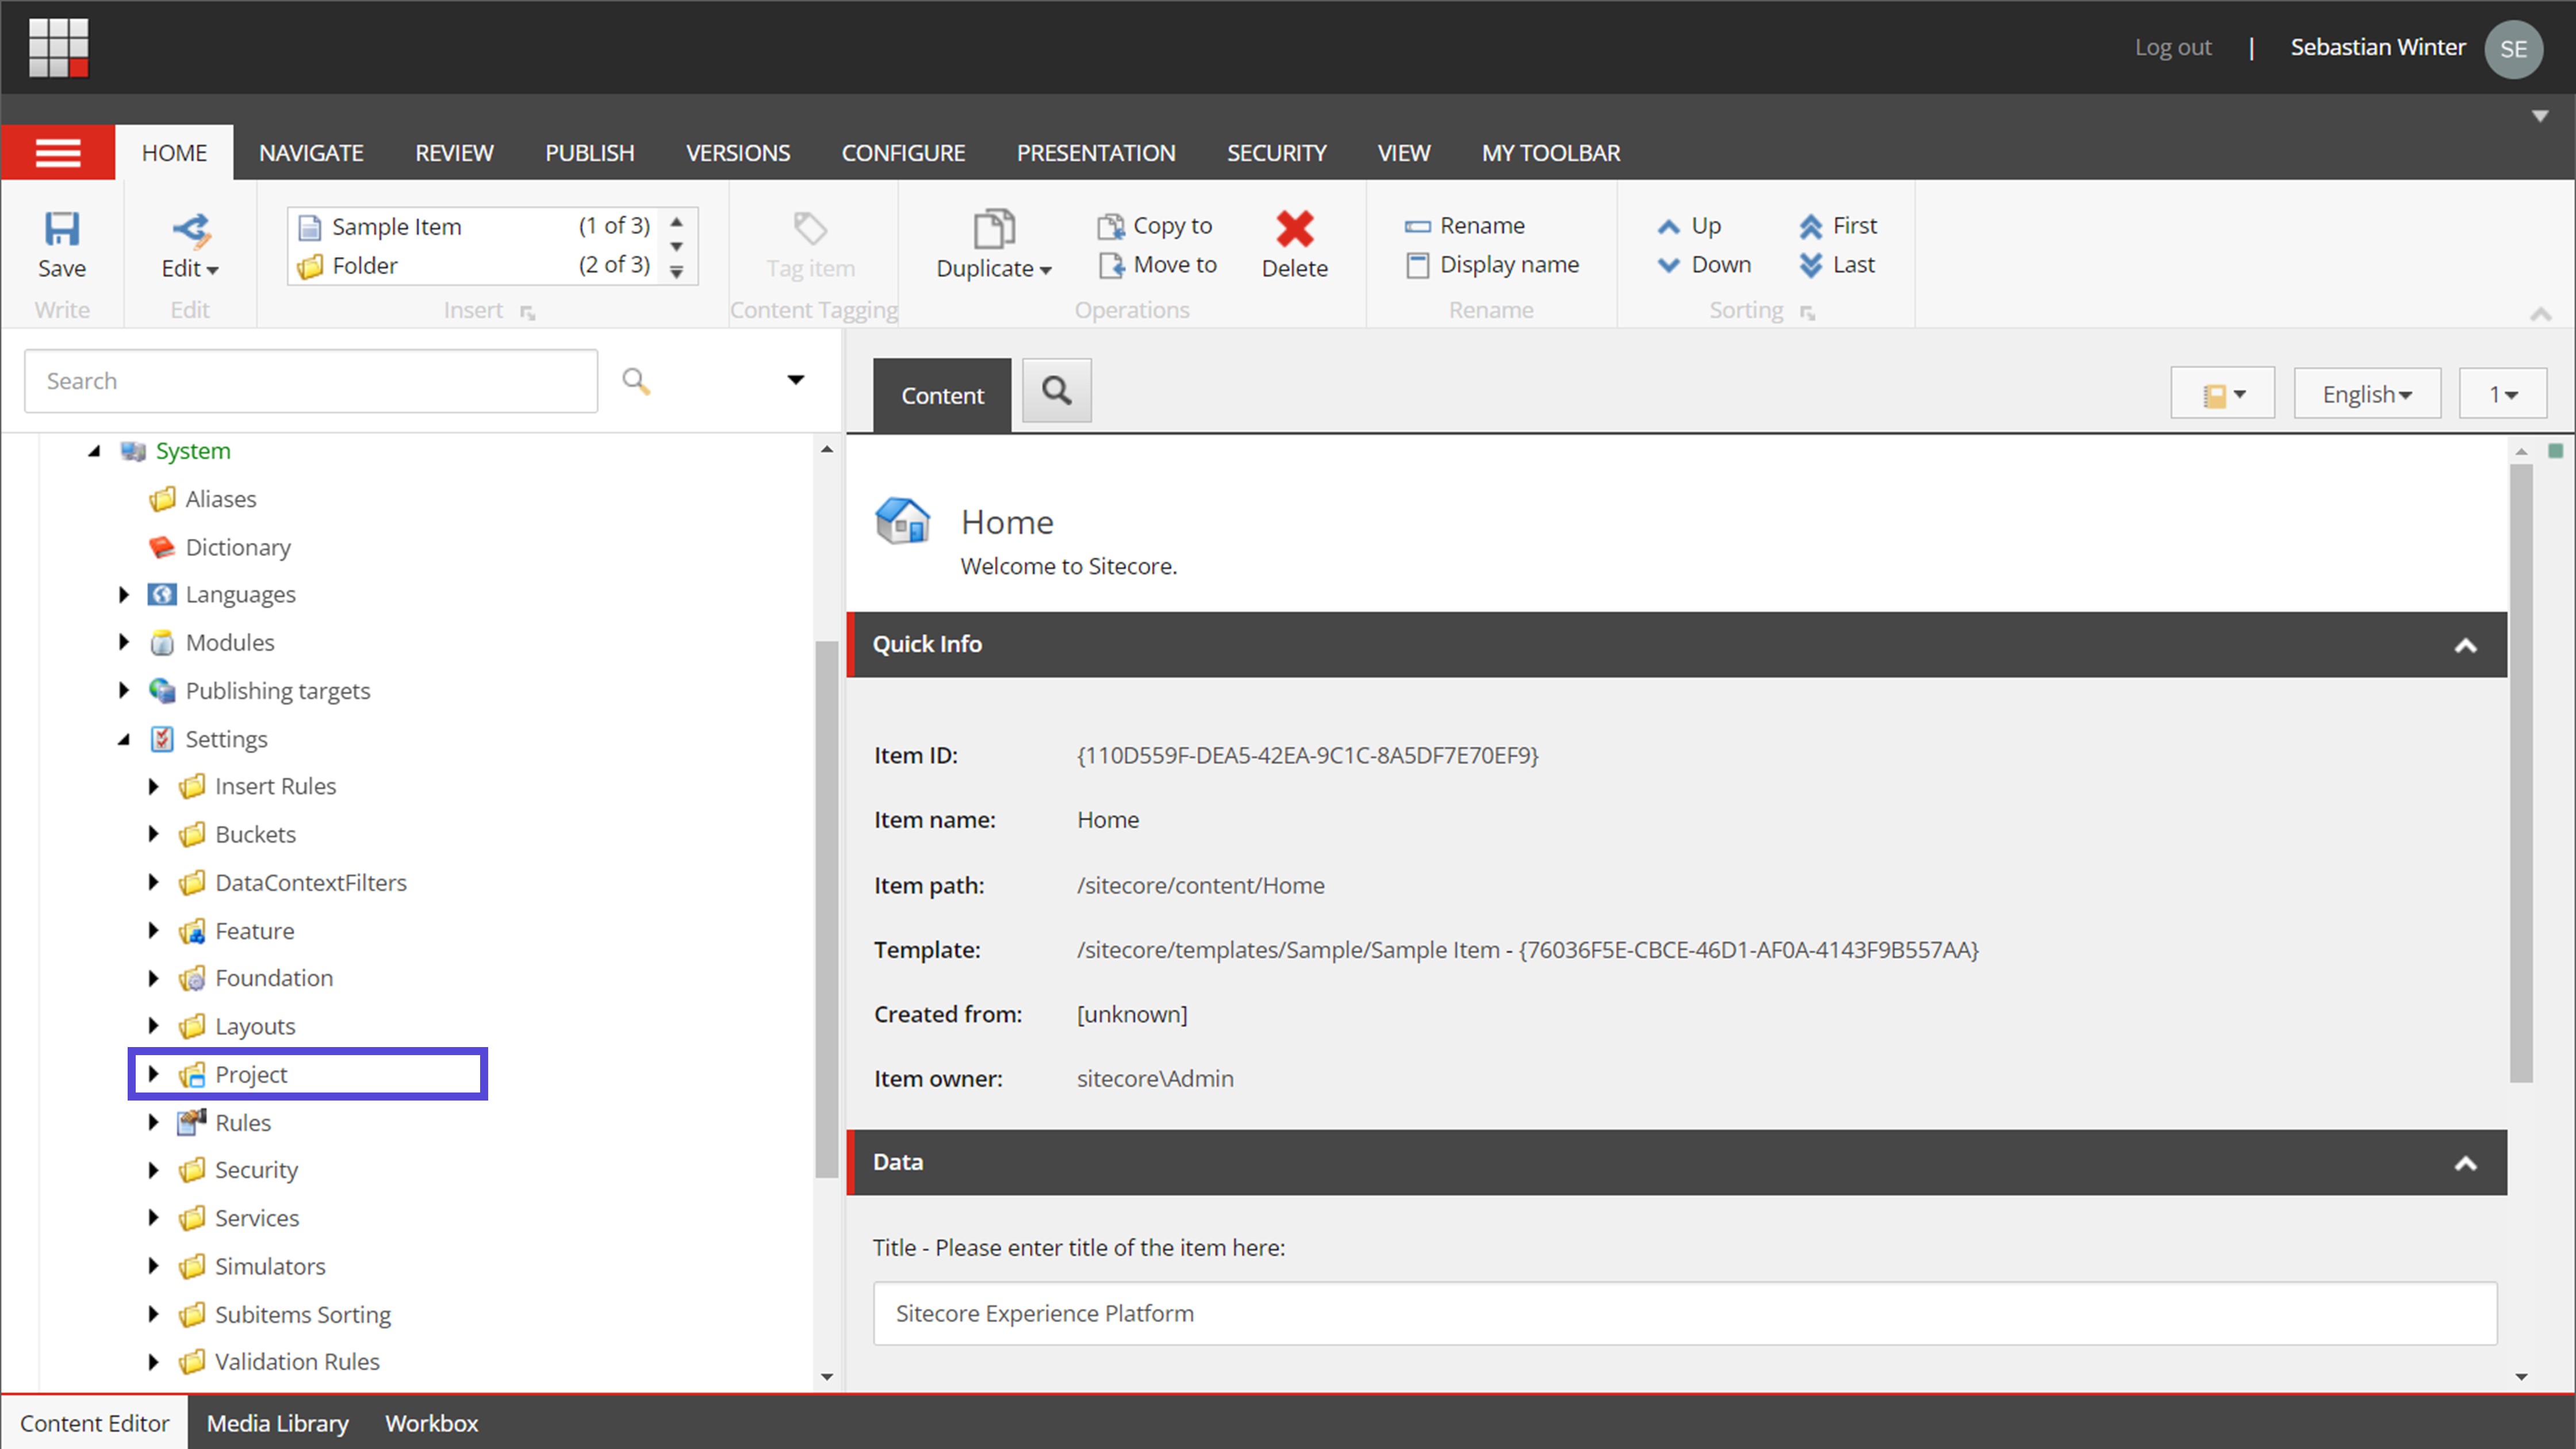 Log out | Sebastian Winter SE
HOME NAVIGATE REVIEW PUBLISH VERSIONS CONFIGURE PRESENTATION SECURITY VIEW MY TOOLBAR
Save
Write
Edit
Edit
Sample Item (1 of 3)
Folder (2 of 3)
Insert
Tag item
Content Tagging
Duplicate
Copy to
Move to
Delete
Operations
Rename
Display name
Rename
Up
Down
First
Last
Sorting
Search
System
Aliases
Dictionary
Languages
Modules
Publishing targets
Settings
Insert Rules
Buckets
DataContextFilters
Feature
Foundation
Layouts
Project
Rules
Security
Services
Simulators
Subitems Sorting
Validation Rules
Content
English
1
Home
Welcome to Sitecore.
Quick Info
Item ID: {110D559F-DEA5-42EA-9C1C-8A5DF7E70EF9}
Item name: Home
Item path: /sitecore/content/Home
Template: /sitecore/templates/Sample/Sample Item - {76036F5E-CBCE-46D1-AF0A-4143F9B557AA}
Created from: [unknown]
Item owner: sitecore\Admin
Data
Title - Please enter title of the item here:
Sitecore Experience Platform
Content Editor Media Library Workbox